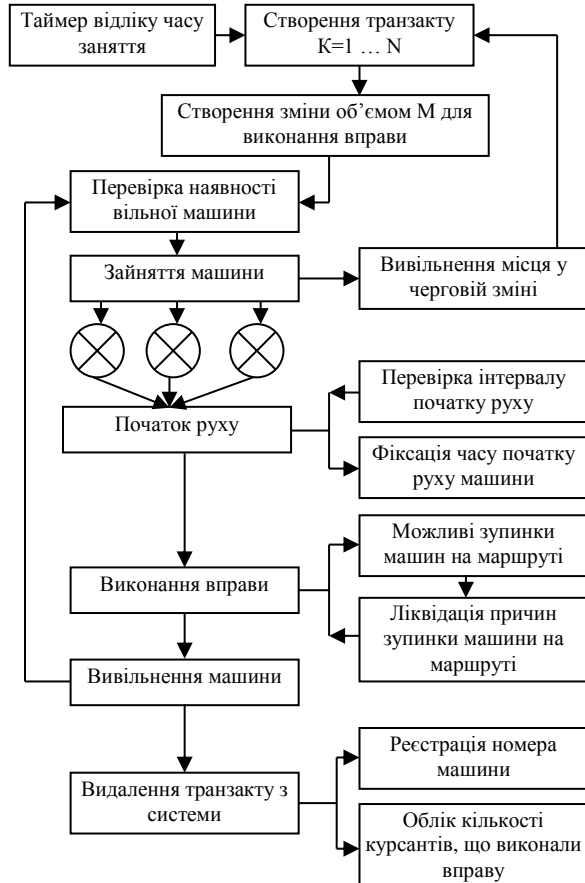 Таймер відліку часу
заняття
Створення транзакту
К=1 … N
Створення зміни об’ємом М для
виконання вправи
Перевірка наявності
вільної машини
Зайняття машини
Вивільнення місця у
черговій зміні
Перевірка інтервалу
початку руху
Початок руху
Фіксація часу початку
руху машини
Можливі зупинки
машин на маршруті
Виконання вправи
Ліквідація причин
зупинки машини на
маршруті
Вивільнення машини
Реєстрація номера
машини
Видалення транзакту з
системи
Облік кількості
курсантів, що виконали
вправу